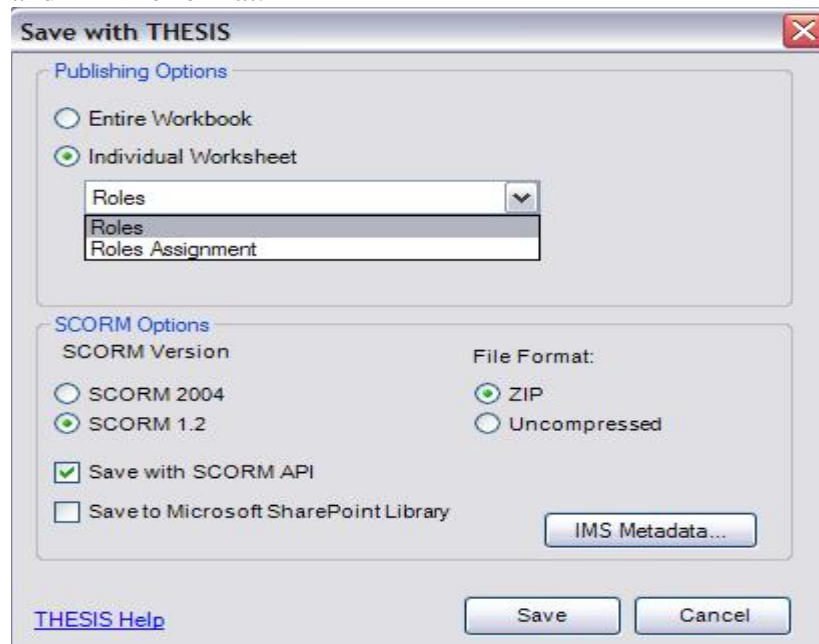 Save with THESIS
Publishing Options
Entire Workbook
Individual Worksheet
Roles
Roles
Roles Assignment
SCORM Options
SCORM Version
File Format:
SCORM 2004
ZIP
SCORM 1.2
Uncompressed
Save with SCORM API
Save to Microsoft SharePoint Library
IMS Metadata...
THESIS Help
Save
Cancel